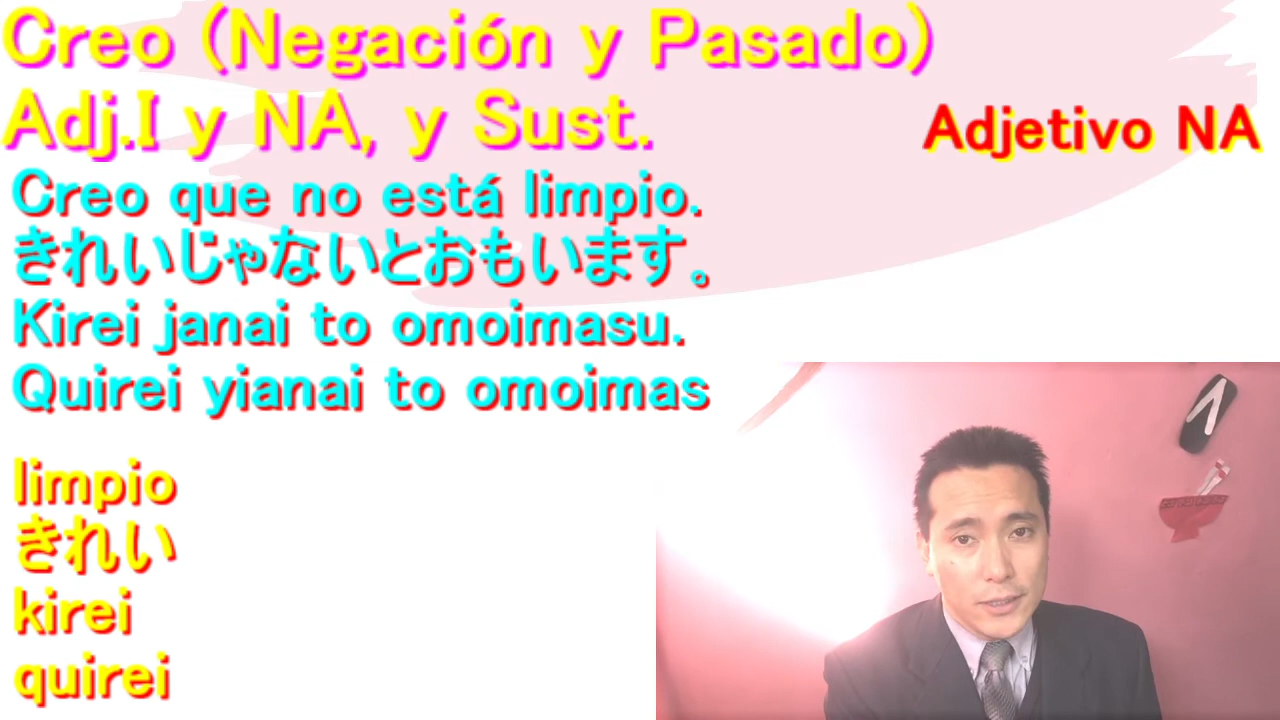 Creo (Negación y Pasado)
Adj.I y NA, y Sust.
Adjetivo NA
Creo que no está limpio.
きれいじゃないとおもいます。
Kirei janai to omoimasu.
Quirei yianai to omoimas
limpio
きれい
kirei
quirei